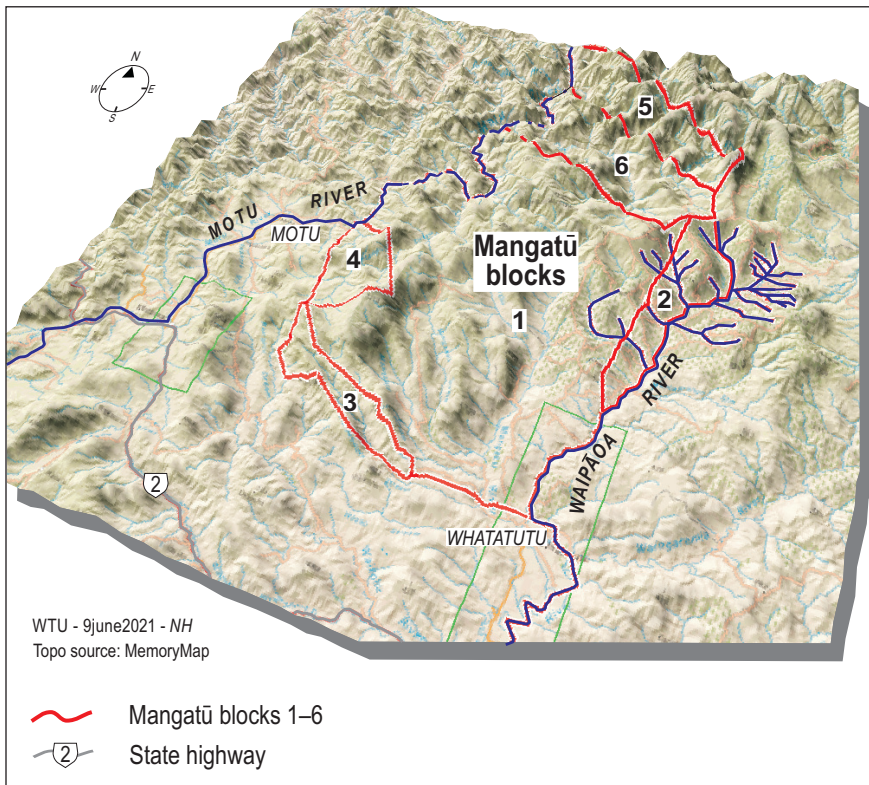 N
W
E
S
5
6
MOTU RIVER
MOTU
4
Mangatū
blocks
2
1
3
WAIPĀOA RIVER
2
WHATATUTU
WTU - 9june2021 - NH
Topo source: MemoryMap
Mangatū blocks 1–6
2 State highway